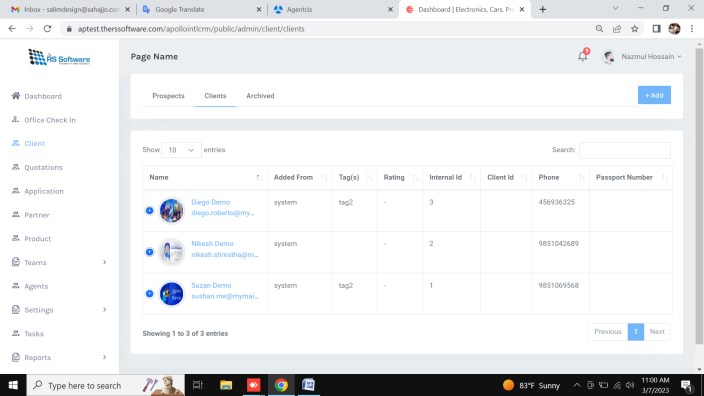 Inbox - salimdesign@sahajjo.con
Google Translate
Agentcis
Dashboard | Electronics, Cars, Pro
aptest.therssoftware.com/apollointlcrm/public/admin/client/clients
RS Software
Page Name
3
Nazmul Hossain
Dashboard
Office Check In
Client
Quotations
Application
Partner
Product
Teams
Agents
Settings
Tasks
Reports
Prospects Clients Archived
+ Add
Show 10 entries
Search:
Name Added From Tag(s) Rating Internal Id Client Id Phone Passport Number
Diego Demo system tag2 - 3 456936325
diego.roberto@my...
Nikesh Demo system - 2 9851042689
nikesh.shrestha@m...
Suzan Demo system tag2 - 1 9851069568
sushan.me@mymai...
Showing 1 to 3 of 3 entries
Previous 1 Next
Type here to search
83°F Sunny
11:00 AM
3/7/2023
1